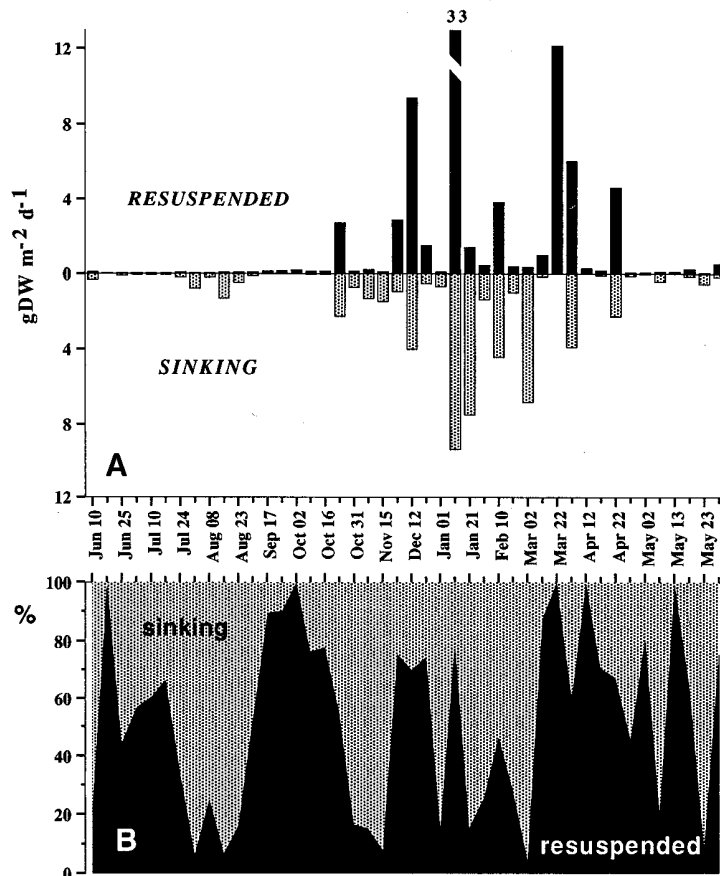 33
12
8
4
0
4
8
12
gDW m-2 d-1
RESUSPENDED
SINKING
A
Jun 10
Jun 25
Jul 10
Jul 24
Aug 08
Aug 23
Sep 17
Oct 02
Oct 16
Oct 31
Nov 15
Dec 12
Jan 01
Jan 21
Feb 10
Mar 02
Mar 22
Apr 12
Apr 22
May 02
May 13
May 23
100
%
80
60
40
20
0
sinking
B
resuspended